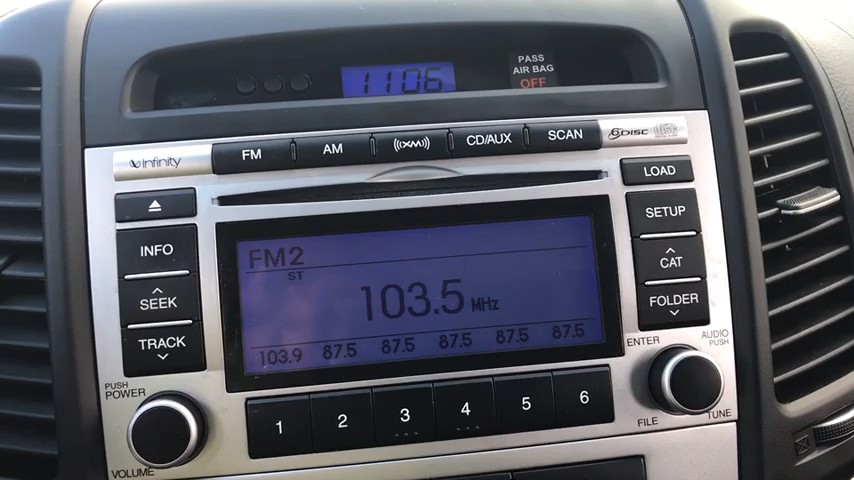 1106
PASS
AIR BAG
OFF
infinity
FM
AM
((XM))
CD/AUX
SCAN
6DISC
disc
LOAD
INFO
SEEK
TRACK
SETUP
CAT
FOLDER
FM2
ST
103.5 MHz
103.9 87.5 87.5 87.5 87.5 87.5
PUSH
POWER
VOLUME
1 2 3 4 5 6
ENTER
AUDIO
PUSH
FILE
TUNE